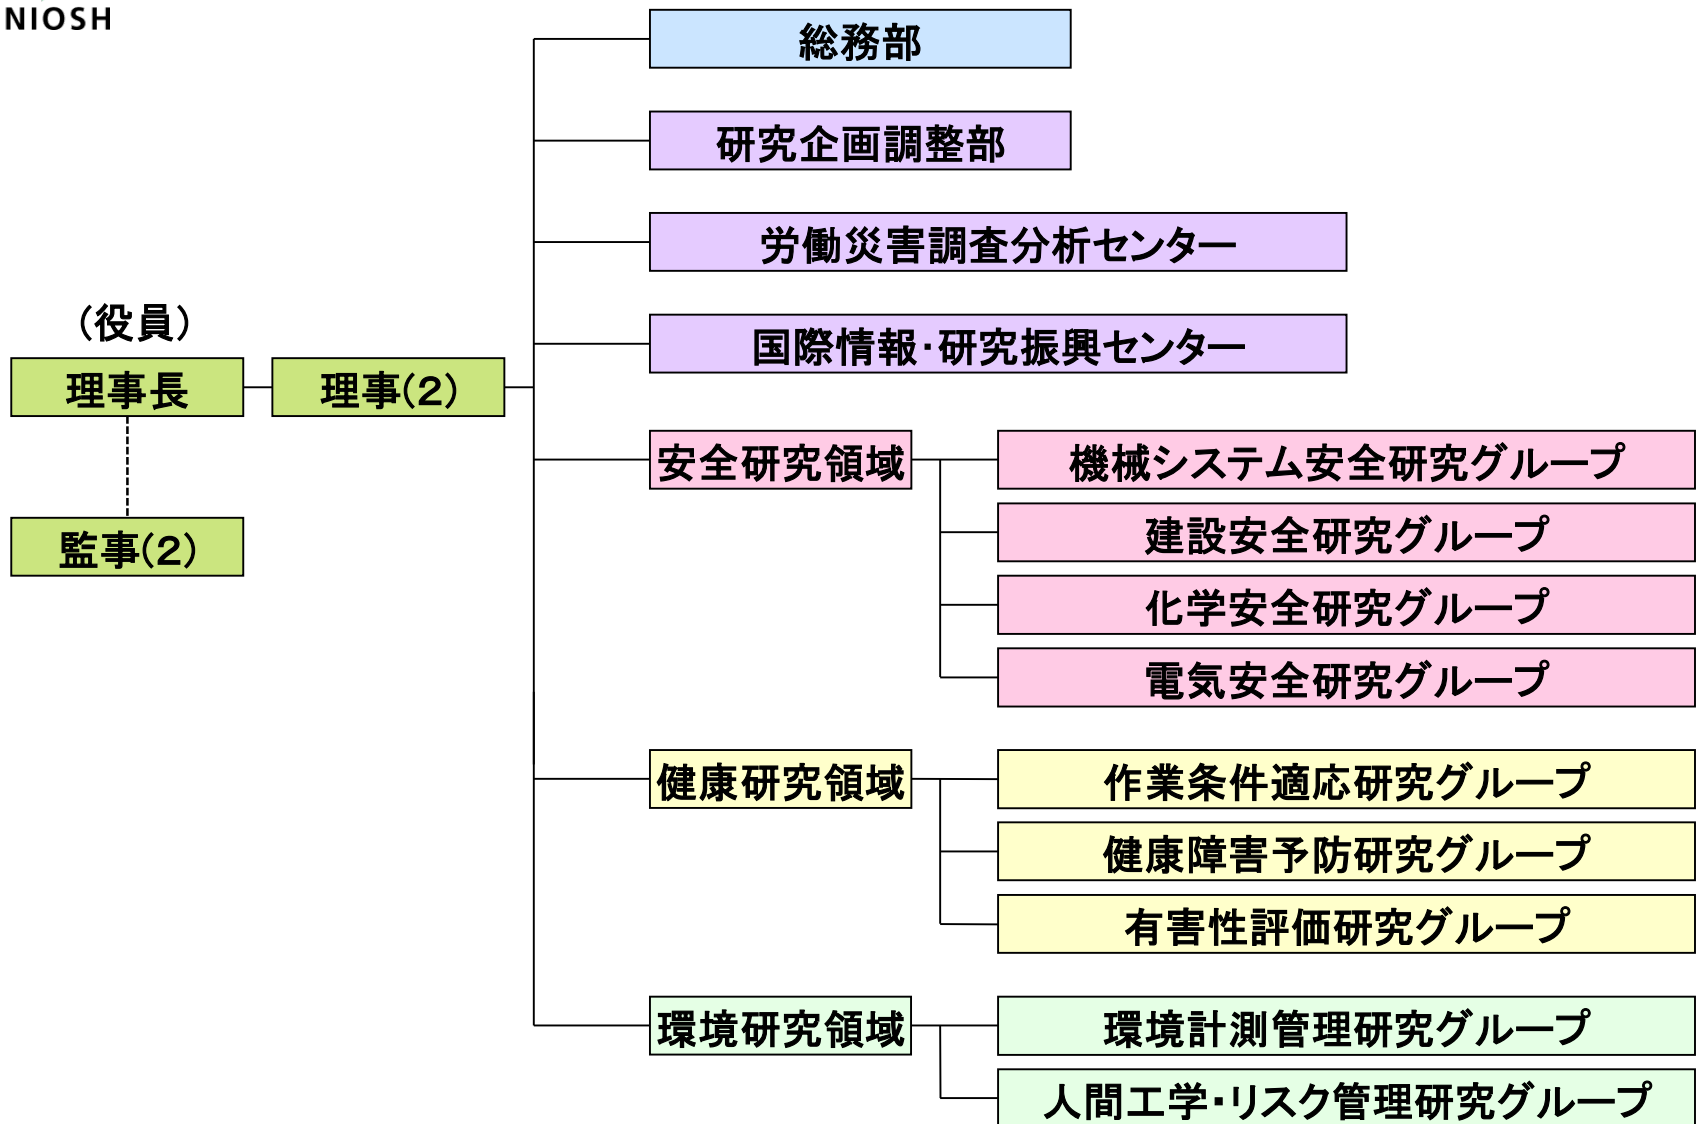 NIOSH
総務部
研究企画調整部
労働災害調査分析センター
国際情報・研究振興センター
（役員）
理事長
理事(2)
監事(2)
安全研究領域
機械システム安全研究グループ
建設安全研究グループ
化学安全研究グループ
電気安全研究グループ
健康研究領域
作業条件適応研究グループ
健康障害予防研究グループ
有害性評価研究グループ
環境研究領域
環境計測管理研究グループ
人間工学・リスク管理研究グループ